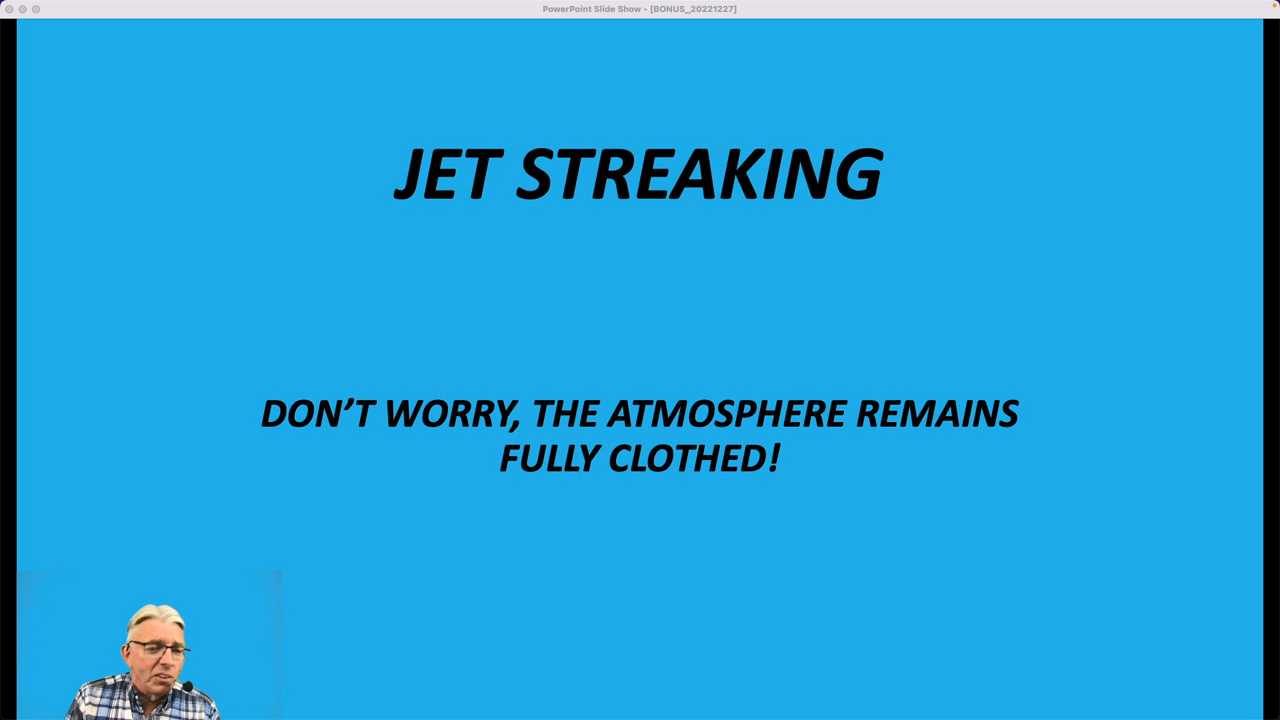 PowerPoint Slide Show - [BONUS_20221227]
JET STREAKING
DON’T WORRY, THE ATMOSPHERE REMAINS
FULLY CLOTHED!